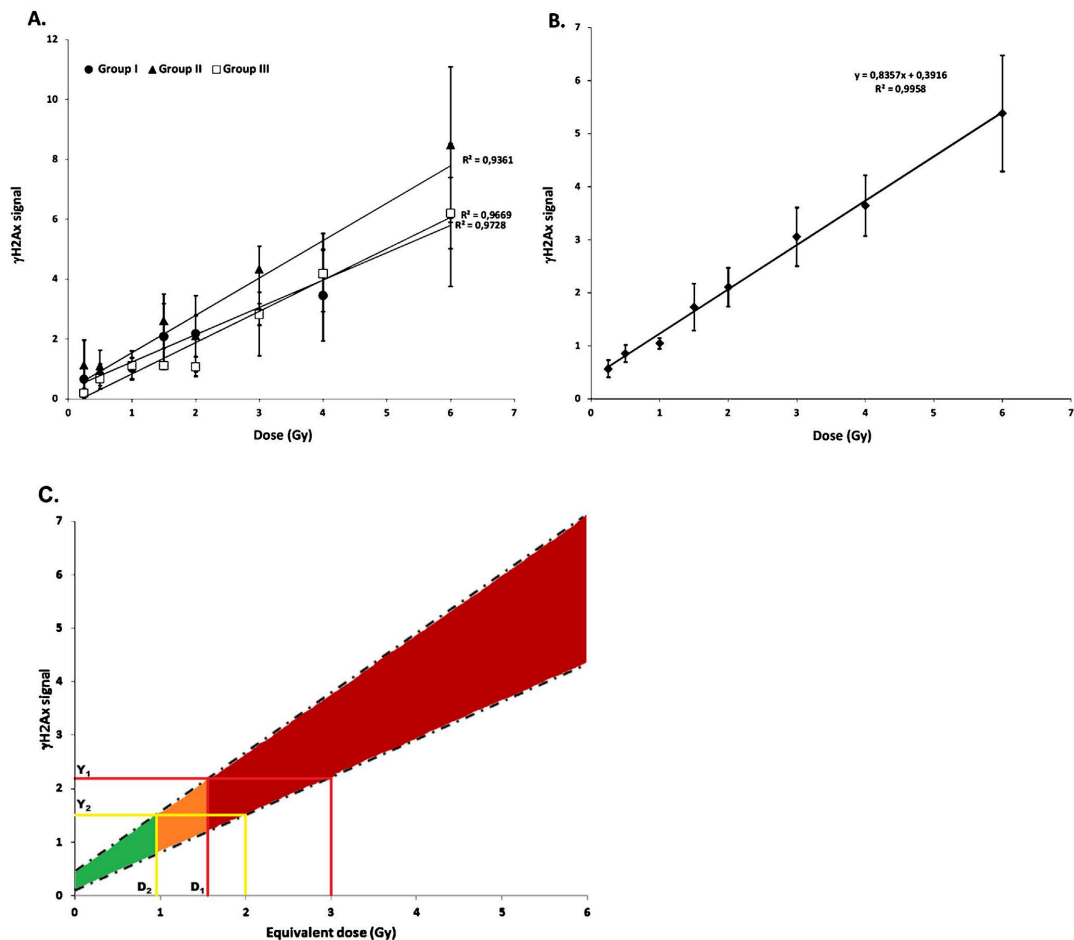 A.
12
10
8
6
4
2
0
γH2Ax signal
Group I Group II Group III
R² = 0,9361
R² = 0,9669
R² = 0,9728
0 1 2 3 4 5 6 7
Dose (Gy)
B.
7
6
5
4
3
2
1
0
γH2Ax signal
y = 0,8357x + 0,3916
R² = 0,9958
0 1 2 3 4 5 6 7
Dose (Gy)
C.
7
6
5
4
3
2
1
0
γH2Ax signal
Y₁
Y₂
D₂ D₁
0 1 2 3 4 5 6
Equivalent dose (Gy)